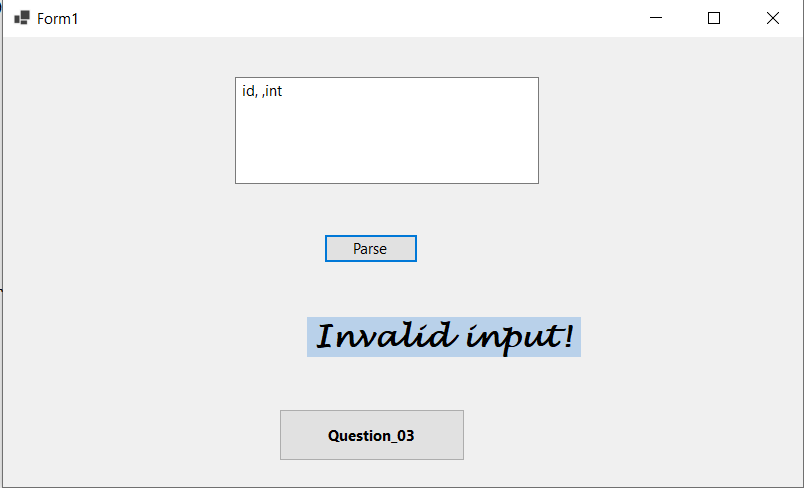 Form1
id, ,int
Parse
Invalid input!
Question_03